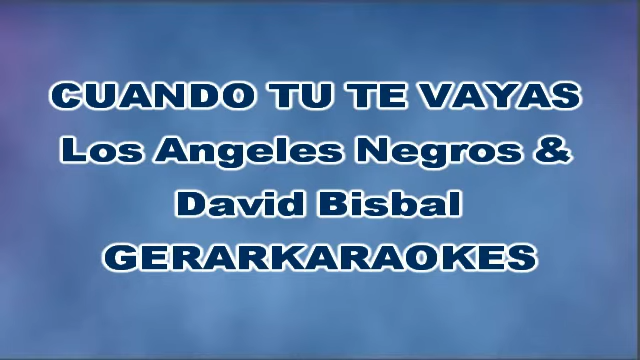 CUANDO TU TE VAYAS
Los Angeles Negros &
David Bisbal
GERARKARAOKES